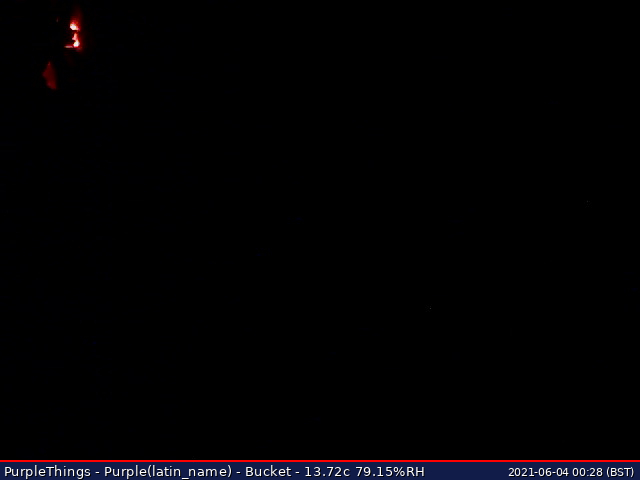 PurpleThings - Purple(latin_name) - Bucket - 13.72c 79.15%RH 2021-06-04 00:28 (BST)